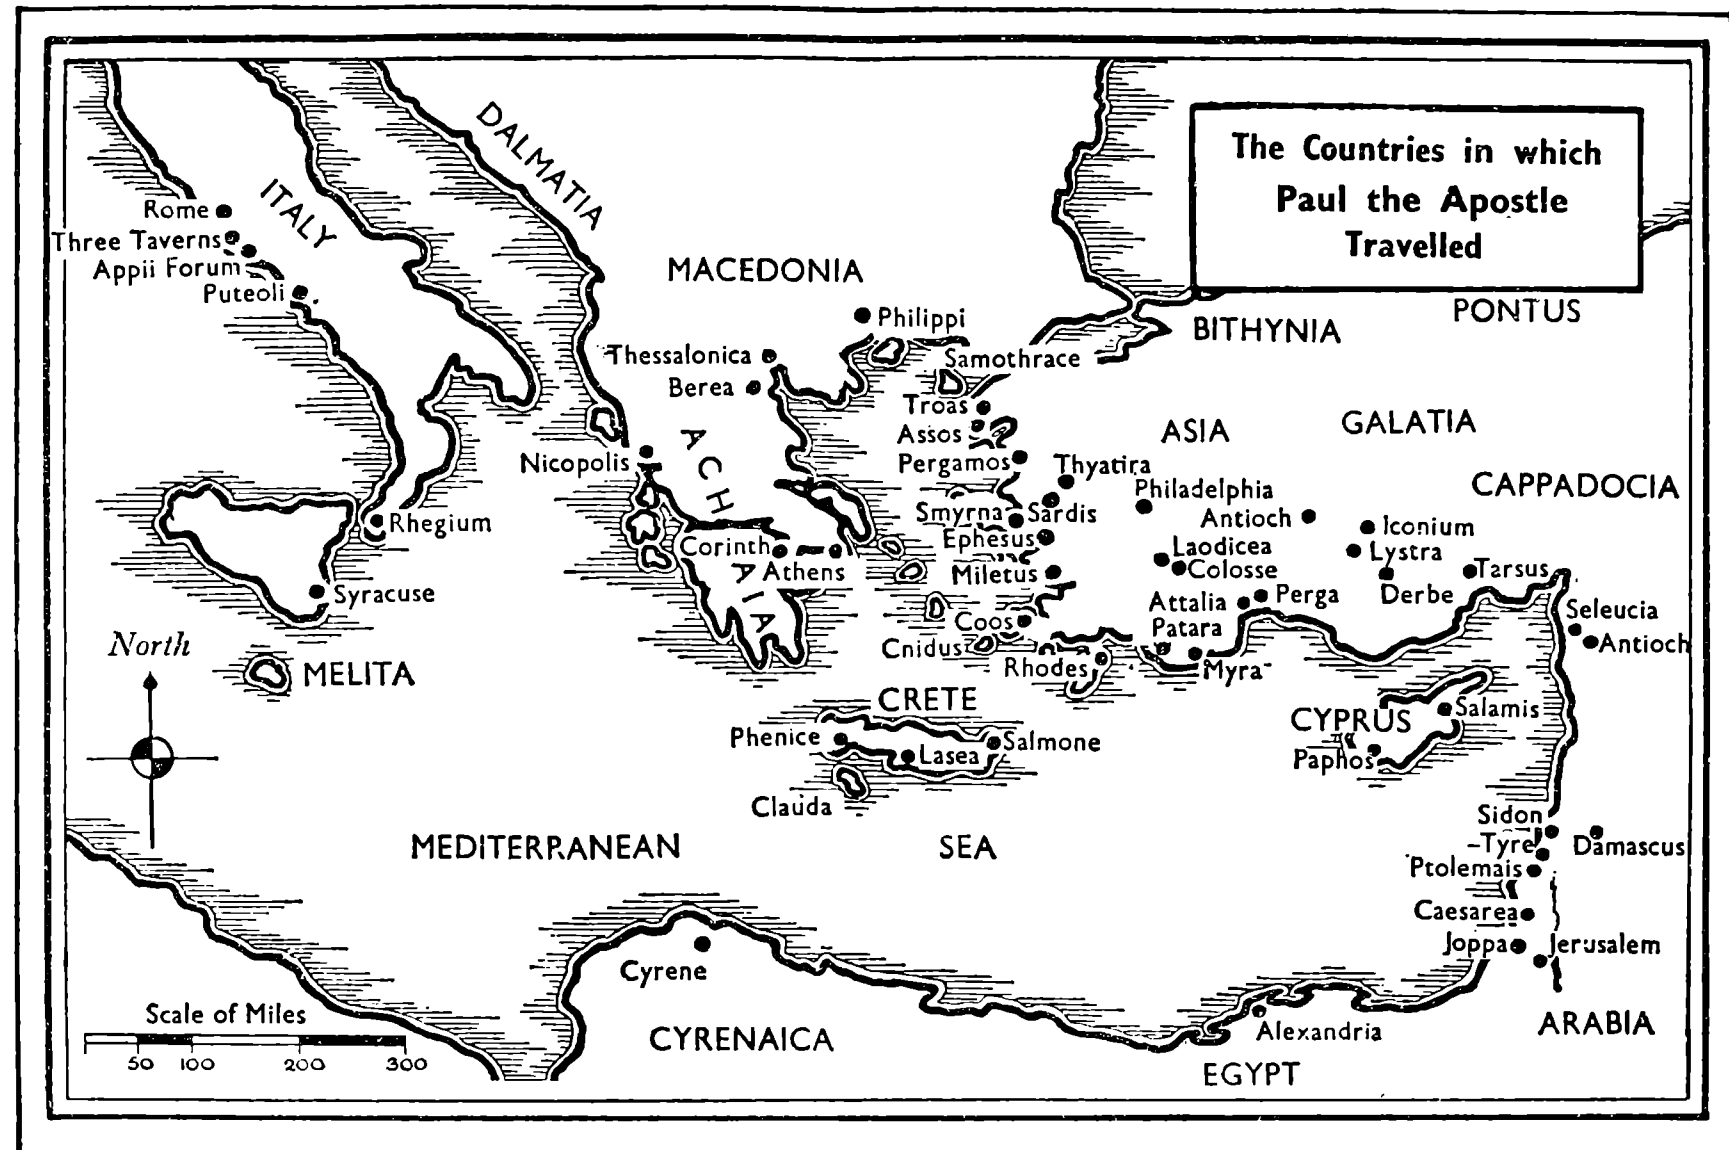 The Countries in which
Paul the Apostle
Travelled
DALMATIA
ITALY
Rome
Three Taverns
Appii Forum
Puteoli
MACEDONIA
Philippi
Thessalonica
Berea
Samothrace
BITHYNIA
PONTUS
Troas
Assos
Pergamos
Thyatira
ASIA
GALATIA
CAPPADOCIA
Nicopolis
ACHAIA
Philadelphia
Smyrna
Sardis
Antioch
Iconium
Rhegium
Corinth
Ephesus
Laodicea
Lystra
Athens
Miletus
Colosse
Derbe
Tarsus
Syracuse
Attalia
Perga
Seleucia
Coos
Patara
Antioch
North
Cnidus
Rhodes
Myra
MELITA
CRETE
CYPRUS
Salamis
Phenice
Lasea
Salmone
Paphos
Clauda
Sidon
MEDITERRANEAN
SEA
Tyre
Damascus
Ptolemais
Caesarea
Joppa
Jerusalem
Cyrene
Scale of Miles
50 100 200 300
CYRENAICA
Alexandria
ARABIA
EGYPT